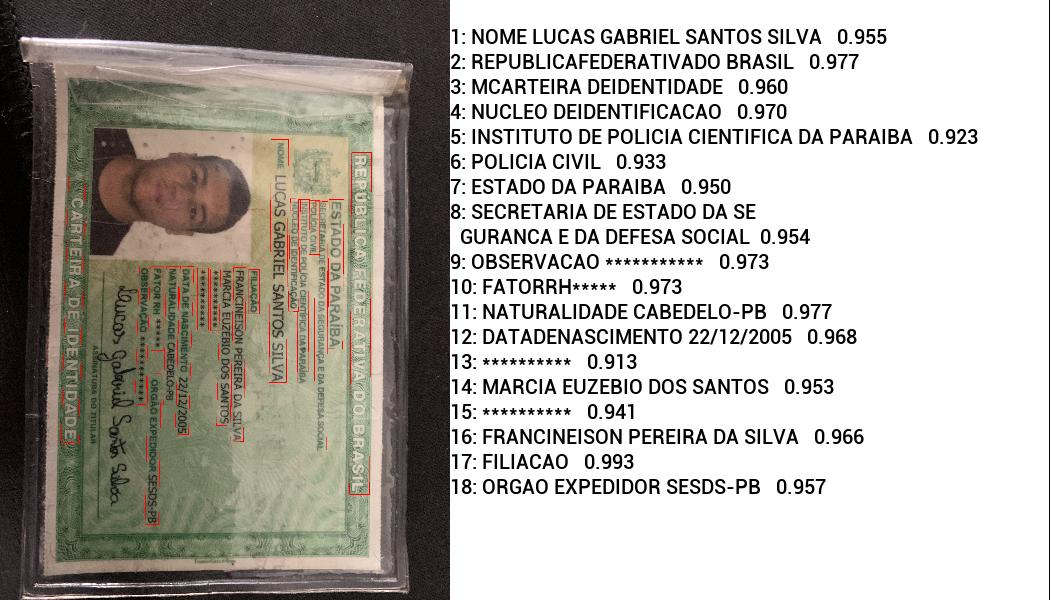 REPÚBLICA FEDERATIVA DO BRASIL
ESTADO DA PARAÍBA
SECRETARIA DE ESTADO DA SEGURANÇA E DA DEFESA SOCIAL
POLÍCIA CIVIL
INSTITUTO DE POLÍCIA CIENTÍFICA DA PARAÍBA
NÚCLEO DE IDENTIFICAÇÃO
NOME LUCAS GABRIEL SANTOS SILVA
FILIAÇÃO
FRANCINEISON PEREIRA DA SILVA
MARCIA EUZÉBIO DOS SANTOS
**********
**********
DATA DE NASCIMENTO 22/12/2005
NATURALIDADE CABEDELO-PB
FATOR RH ***** ORGÃO EXPEDIDOR SESDS-PB
OBSERVAÇÃO ***********
Lucas Gabriel Santos Silva
ASSINATURA DO TITULAR
CARTEIRA DE IDENTIDADE
1: NOME LUCAS GABRIEL SANTOS SILVA 0.955
2: REPUBLICAFEDERATIVADO BRASIL 0.977
3: MCARTEIRA DEIDENTIDADE 0.960
4: NUCLEO DEIDENTIFICACAO 0.970
5: INSTITUTO DE POLICIA CIENTIFICA DA PARAIBA 0.923
6: POLICIA CIVIL 0.933
7: ESTADO DA PARAIBA 0.950
8: SECRETARIA DE ESTADO DA SE
GURANCA E DA DEFESA SOCIAL 0.954
9: OBSERVACAO *********** 0.973
10: FATORRH***** 0.973
11: NATURALIDADE CABEDELO-PB 0.977
12: DATADENASCIMENTO 22/12/2005 0.968
13: ********** 0.913
14: MARCIA EUZEBIO DOS SANTOS 0.953
15: ********** 0.941
16: FRANCINEISON PEREIRA DA SILVA 0.966
17: FILIACAO 0.993
18: ORGAO EXPEDIDOR SESDS-PB 0.957